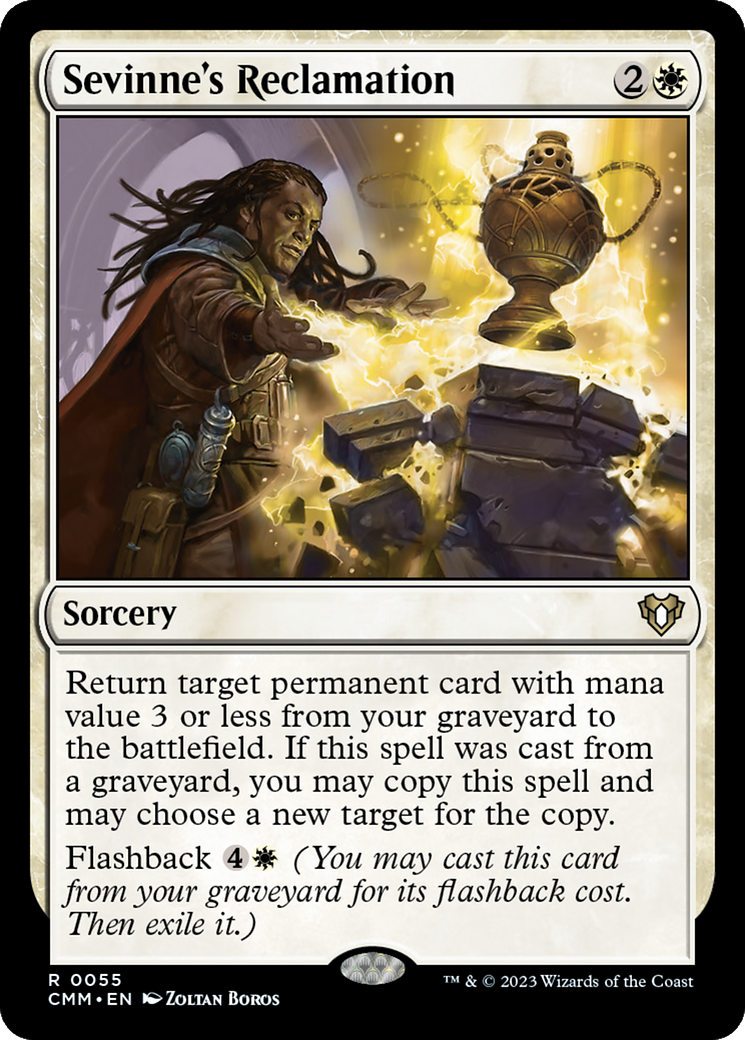 Sevinne's Reclamation 2
Sorcery
Return target permanent card with mana
value 3 or less from your graveyard to
the battlefield. If this spell was cast from
a graveyard, you may copy this spell and
may choose a new target for the copy.
Flashback 4 (You may cast this card
from your graveyard for its flashback cost.
Then exile it.)
R 0055
CMM • EN Zoltan Boros
™ & © 2023 Wizards of the Coast